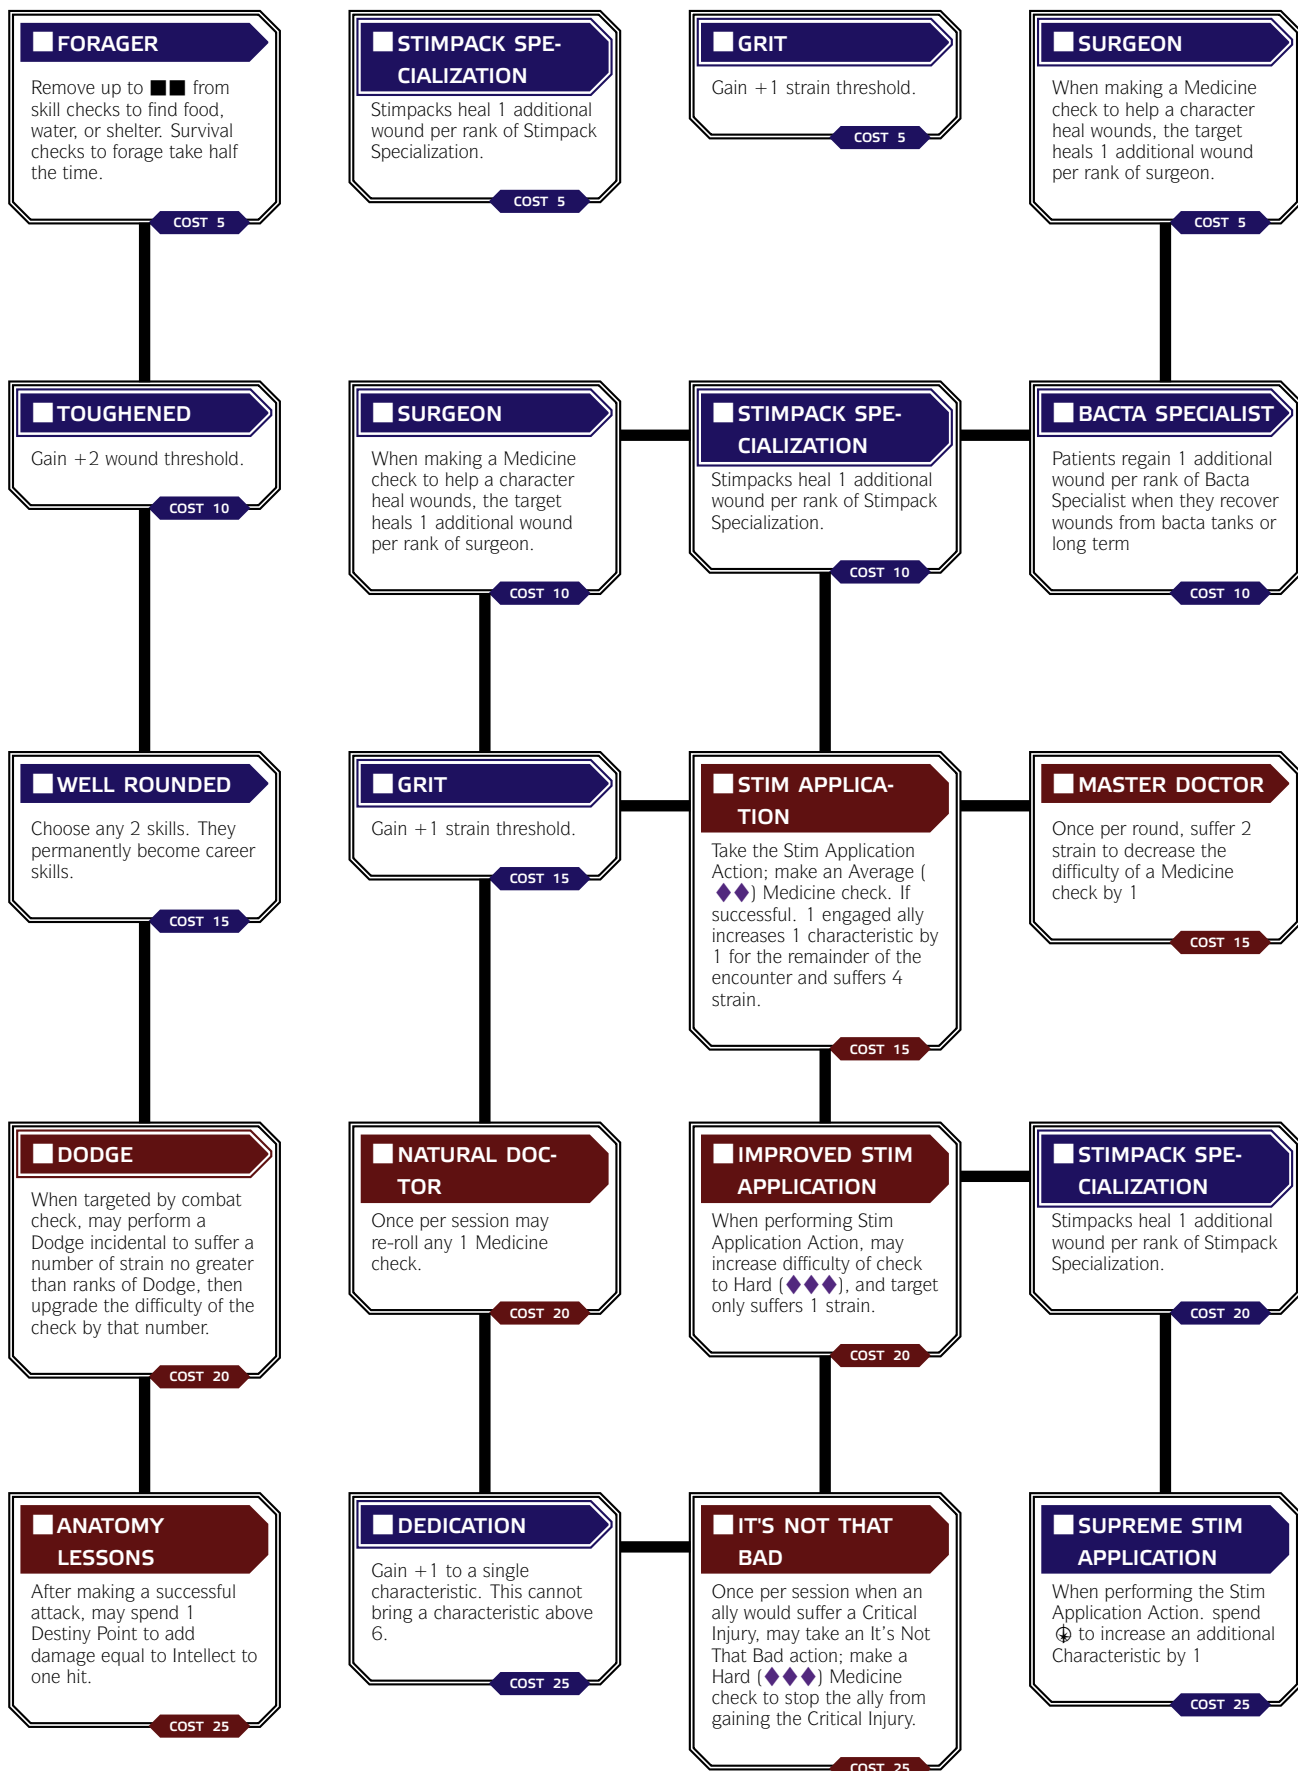 FORAGER
Remove up to ■■ from
skill checks to find food,
water, or shelter. Survival
checks to forage take half
the time.
COST 5
STIMPACK SPE-
CIALIZATION
Stimpacks heal 1 additional
wound per rank of Stimpack
Specialization.
COST 5
GRIT
Gain +1 strain threshold.
COST 5
SURGEON
When making a Medicine
check to help a character
heal wounds, the target
heals 1 additional wound
per rank of surgeon.
COST 5
TOUGHENED
Gain +2 wound threshold.
COST 10
SURGEON
When making a Medicine
check to help a character
heal wounds, the target
heals 1 additional wound
per rank of surgeon.
COST 10
STIMPACK SPE-
CIALIZATION
Stimpacks heal 1 additional
wound per rank of Stimpack
Specialization.
COST 10
BACTA SPECIALIST
Patients regain 1 additional
wound per rank of Bacta
Specialist when they recover
wounds from bacta tanks or
long term
COST 10
WELL ROUNDED
Choose any 2 skills. They
permanently become career
skills.
COST 15
GRIT
Gain +1 strain threshold.
COST 15
STIM APPLICA-
TION
Take the Stim Application
Action; make an Average (
◆◆) Medicine check. If
successful. 1 engaged ally
increases 1 characteristic by
1 for the remainder of the
encounter and suffers 4
strain.
COST 15
MASTER DOCTOR
Once per round, suffer 2
strain to decrease the
difficulty of a Medicine
check by 1
COST 15
DODGE
When targeted by combat
check, may perform a
Dodge incidental to suffer a
number of strain no greater
than ranks of Dodge, then
upgrade the difficulty of the
check by that number.
COST 20
NATURAL DOC-
TOR
Once per session may
re-roll any 1 Medicine
check.
COST 20
IMPROVED STIM
APPLICATION
When performing Stim
Application Action, may
increase difficulty of check
to Hard (◆◆◆), and target
only suffers 1 strain.
COST 20
STIMPACK SPE-
CIALIZATION
Stimpacks heal 1 additional
wound per rank of Stimpack
Specialization.
COST 20
ANATOMY
LESSONS
After making a successful
attack, may spend 1
Destiny Point to add
damage equal to Intellect to
one hit.
COST 25
DEDICATION
Gain +1 to a single
characteristic. This cannot
bring a characteristic above
6.
COST 25
IT'S NOT THAT
BAD
Once per session when an
ally would suffer a Critical
Injury, may take an It's Not
That Bad action; make a
Hard (◆◆◆) Medicine
check to stop the ally from
gaining the Critical Injury.
COST 25
SUPREME STIM
APPLICATION
When performing the Stim
Application Action. spend
to increase an additional
Characteristic by 1
COST 25